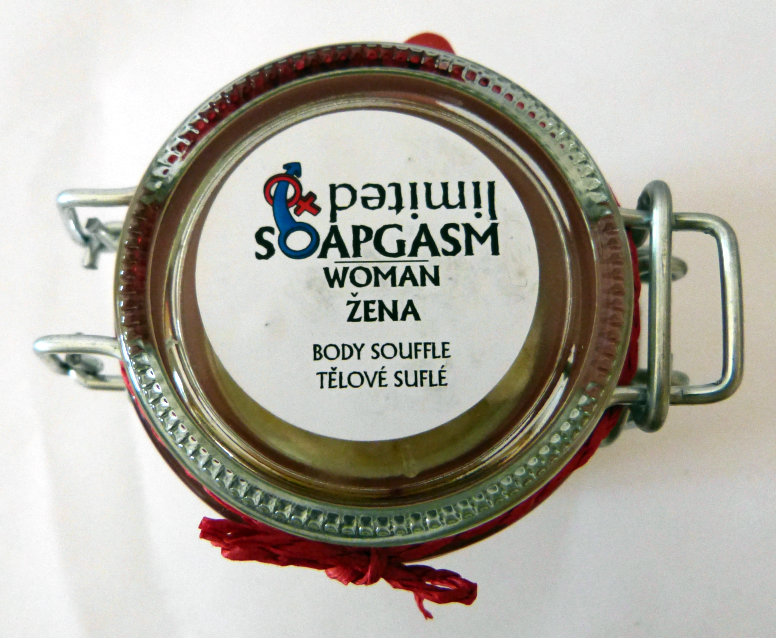 limited
SOAPGASM
WOMAN
ŽENA
BODY SOUFFLE
TĚLOVÉ SUFLÉ